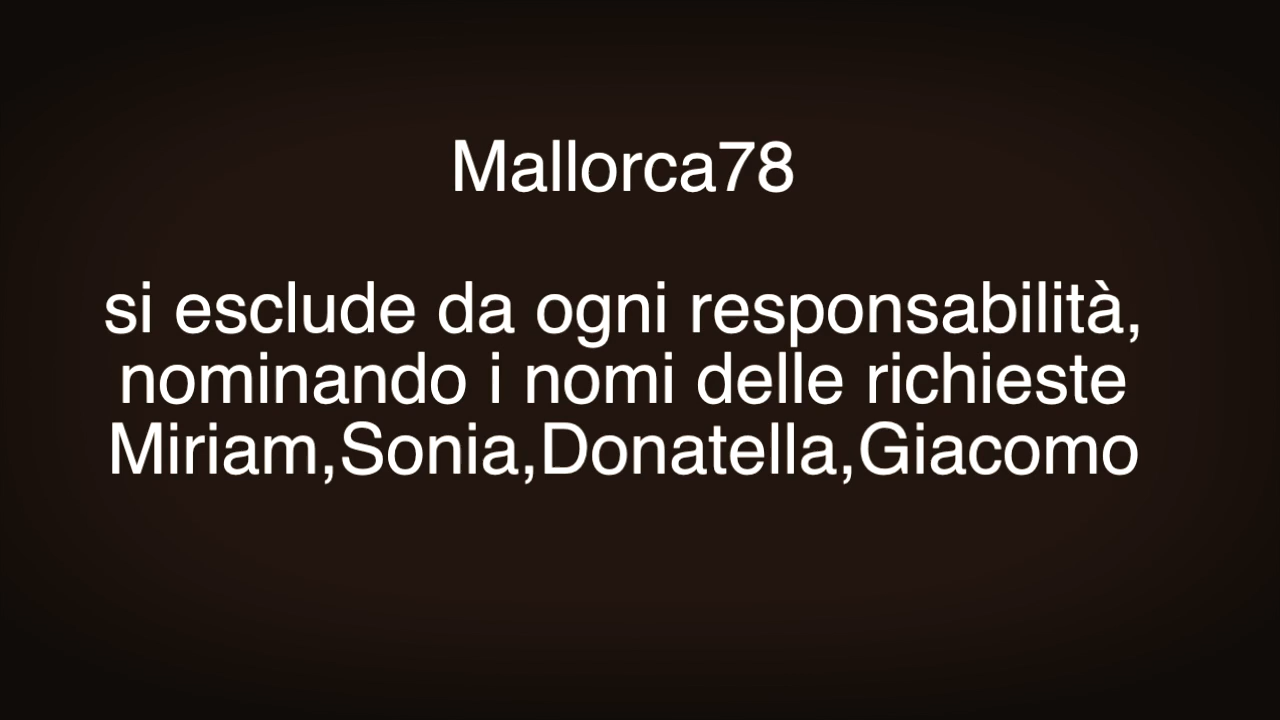 Mallorca78
si esclude da ogni responsabilità,
nominando i nomi delle richieste
Miriam,Sonia,Donatella,Giacomo